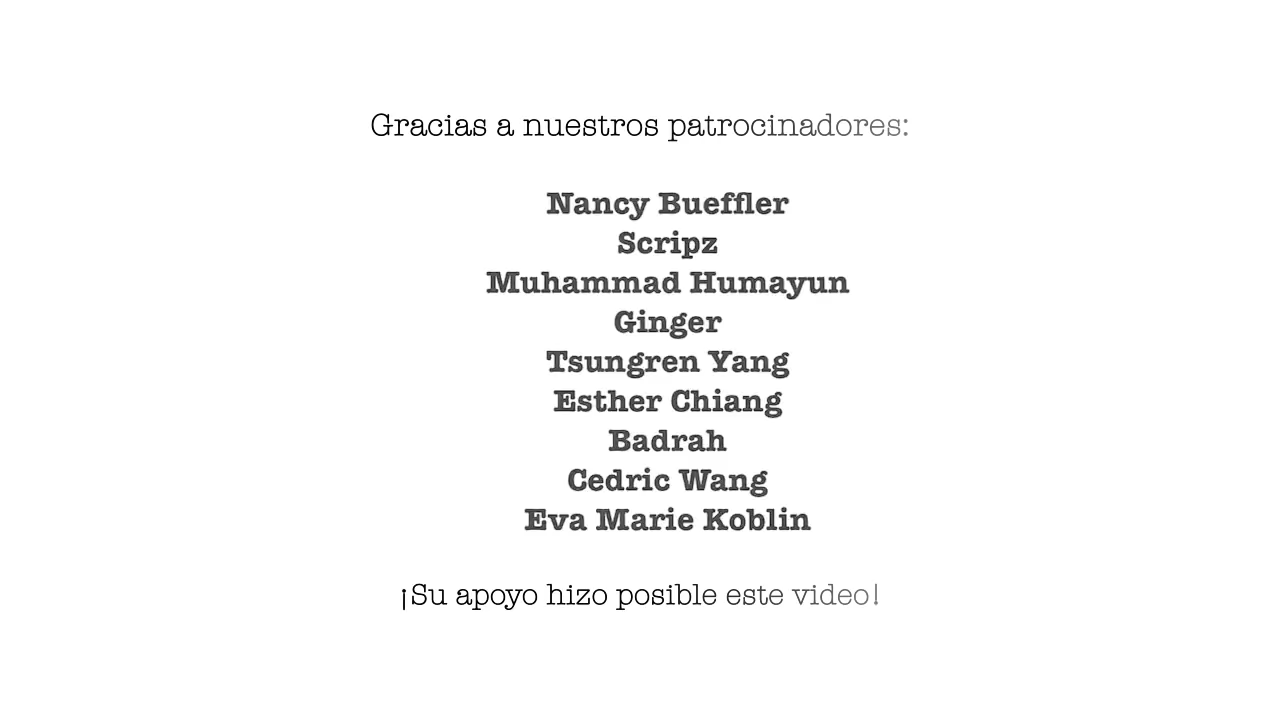 Gracias a nuestros patrocinadores:
Nancy Bueffler
Scripz
Muhammad Humayun
Ginger
Tsungren Yang
Esther Chiang
Badrah
Cedric Wang
Eva Marie Koblin
¡Su apoyo hizo posible este video!